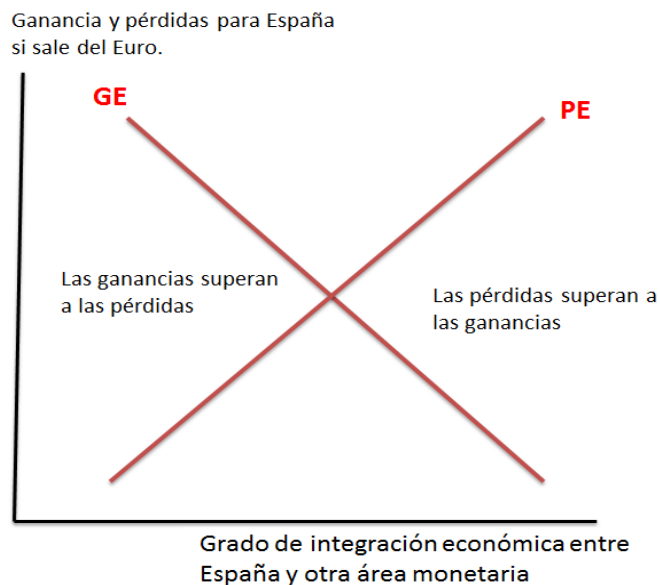 Ganancia y pérdidas para España
si sale del Euro.
GE
PE
Las ganancias superan
a las pérdidas
Las pérdidas superan a
las ganancias
Grado de integración económica entre
España y otra área monetaria